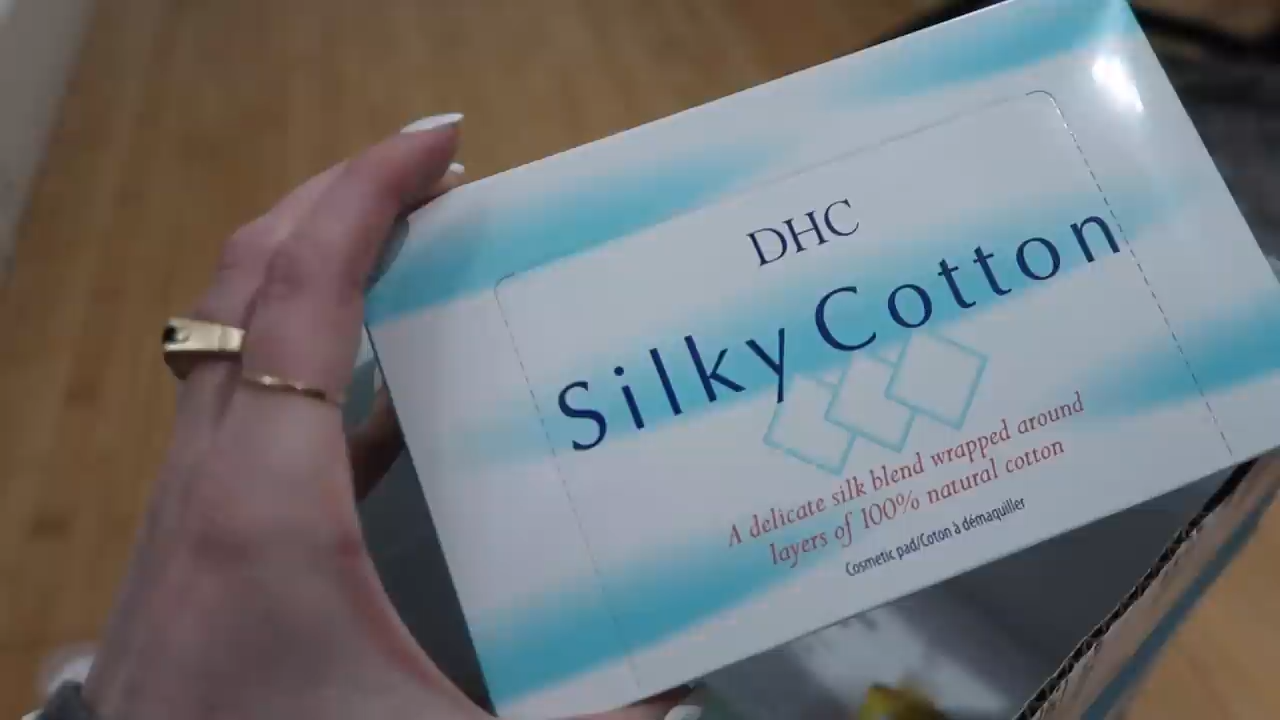 DHC
Silky Cotton
A delicate silk blend wrapped around
layers of 100% natural cotton
Cosmetic pad/Coton à démaquiller